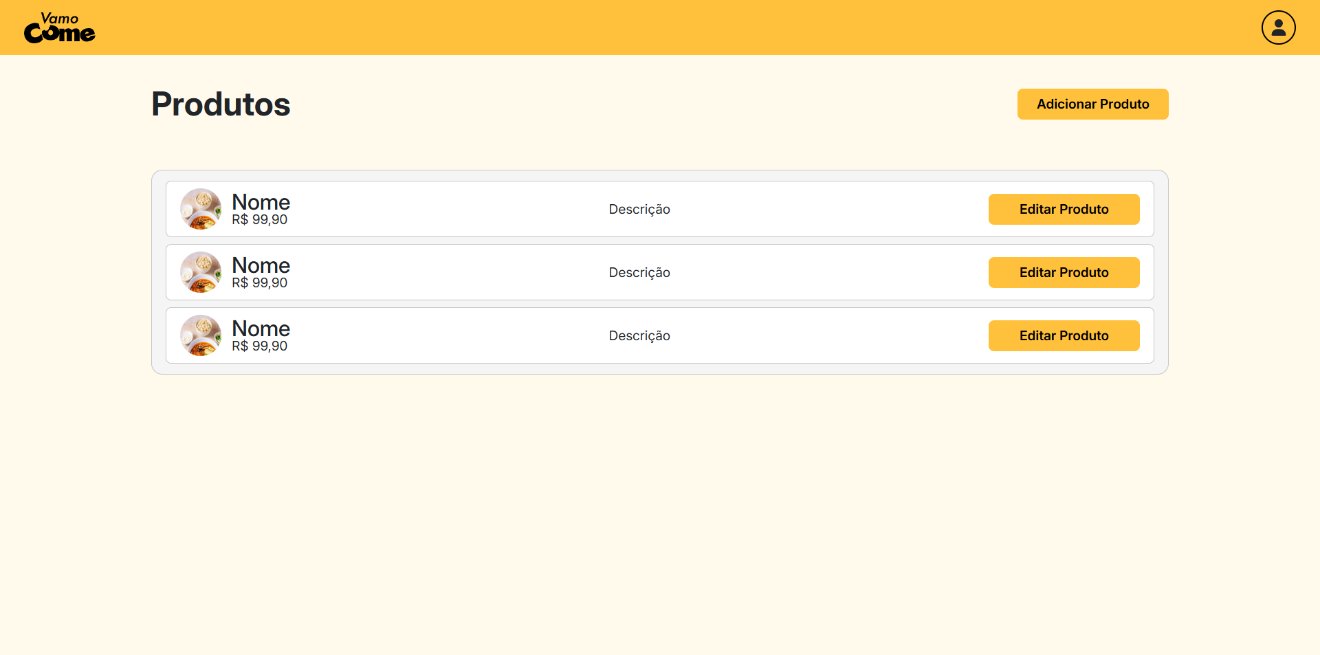 Vamo
Come
Produtos
Adicionar Produto
Nome
R$ 99,90
Descrição
Editar Produto
Nome
R$ 99,90
Descrição
Editar Produto
Nome
R$ 99,90
Descrição
Editar Produto